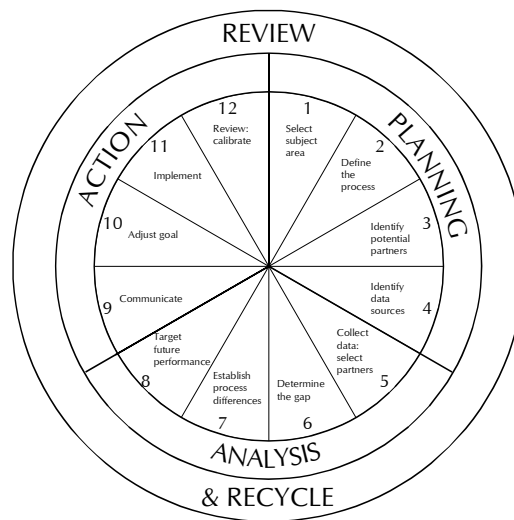 REVIEW
PLANNING
ACTION
ANALYSIS
& RECYCLE
1
Select
subject
area
2
Define
the
process
3
Identify
potential
partners
4
Identify
data
sources
5
Collect
data:
select
partners
6
Determine
the gap
7
Establish
process
differences
8
Target
future
performance
9
Communicate
10
Adjust goal
11
Implement
12
Review:
calibrate